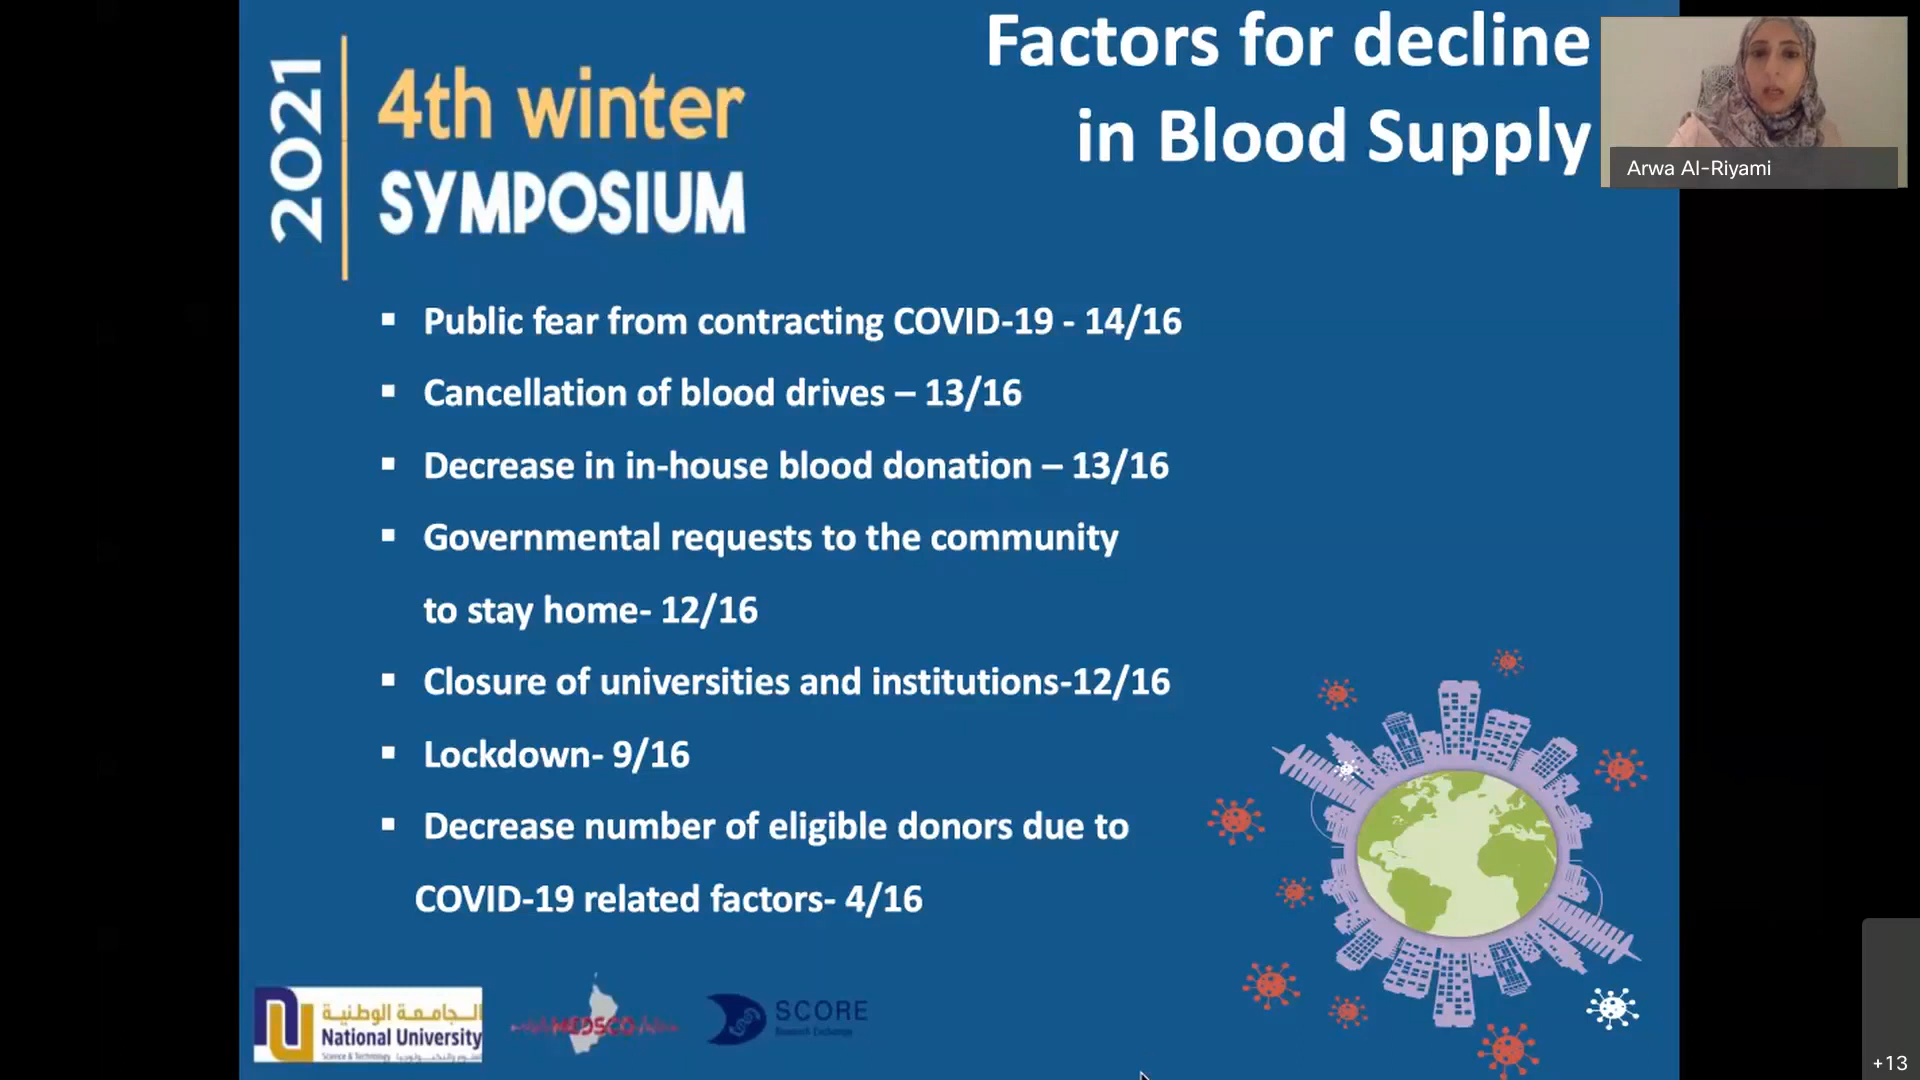 2021
4th winter
SYMPOSIUM
Factors for decline
in Blood Supply
Arwa Al-Riyami
▪ Public fear from contracting COVID-19 - 14/16
▪ Cancellation of blood drives – 13/16
▪ Decrease in in-house blood donation – 13/16
▪ Governmental requests to the community
to stay home- 12/16
▪ Closure of universities and institutions-12/16
▪ Lockdown- 9/16
▪ Decrease number of eligible donors due to
COVID-19 related factors- 4/16
الجامعة الوطنية
National University
Science & Technology
MEDSCO
SCORE
Research Exchange
+13